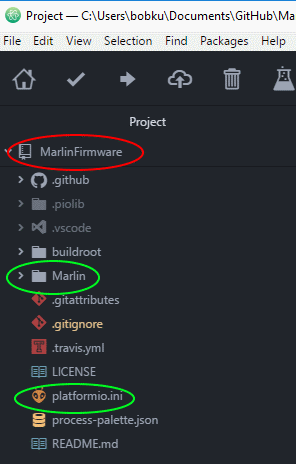 Project — C:\Users\bobku\Documents\GitHub\Ma
File Edit View Selection Find Packages Help
Project
MarlinFirmware
.github
.piolib
.vscode
buildroot
Marlin
.gitattributes
.gitignore
.travis.yml
LICENSE
platformio.ini
process-palette.json
README.md